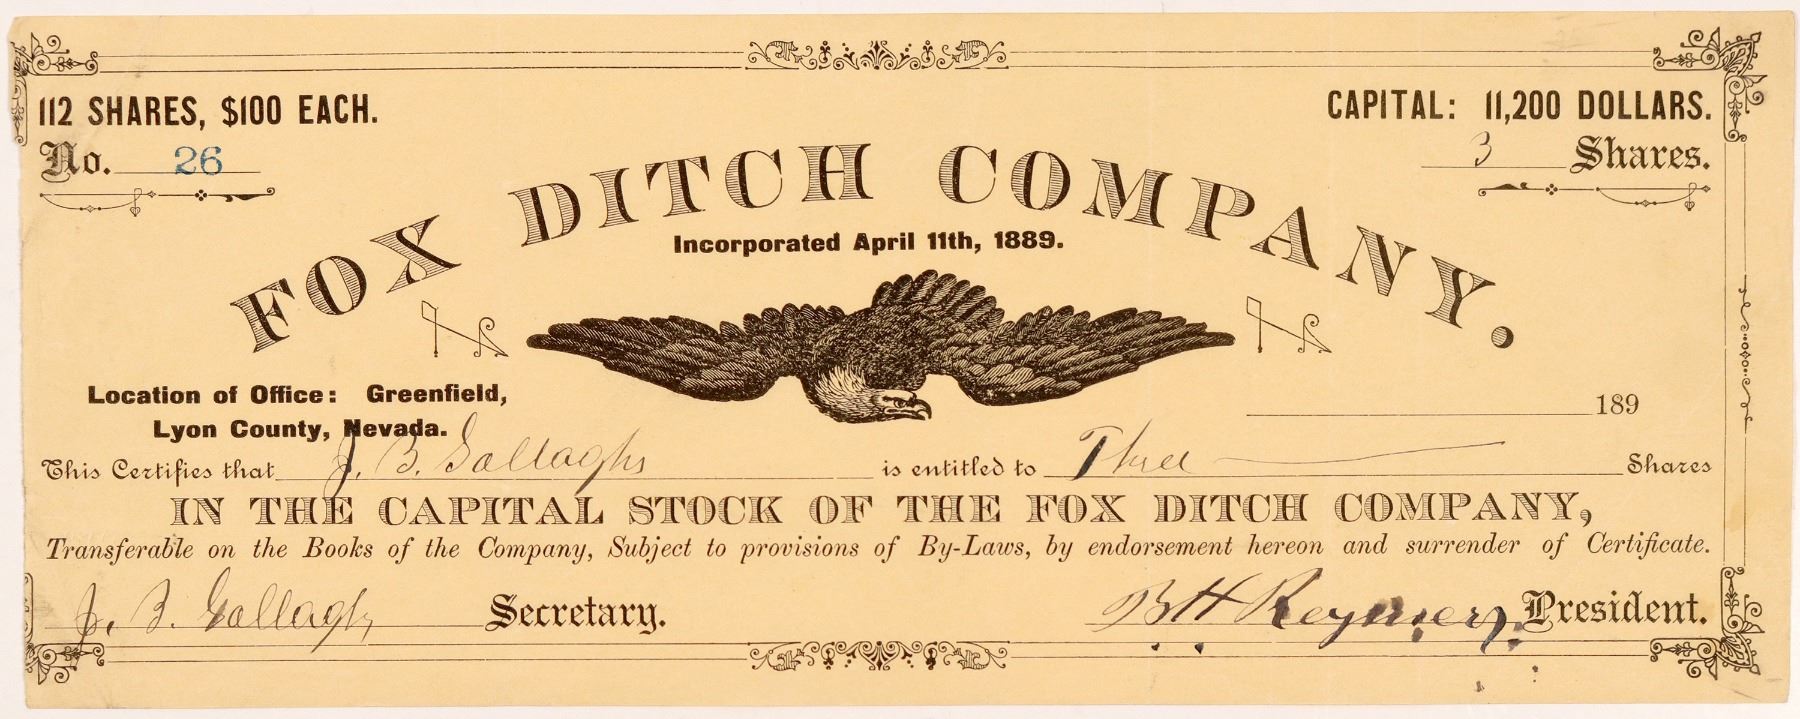 112 SHARES, $100 EACH.
CAPITAL: 11,200 DOLLARS.
No. 26
3 Shares.
FOX DITCH COMPANY.
Incorporated April 11th, 1889.
Location of Office: Greenfield,
Lyon County, Nevada.
189
This Certifies that J. B. Gallaghr is entitled to Three Shares
IN THE CAPITAL STOCK OF THE FOX DITCH COMPANY,
Transferable on the Books of the Company, Subject to provisions of By-Laws, by endorsement hereon and surrender of Certificate.
J. B. Gallaghr Secretary.
B H Reymers President.